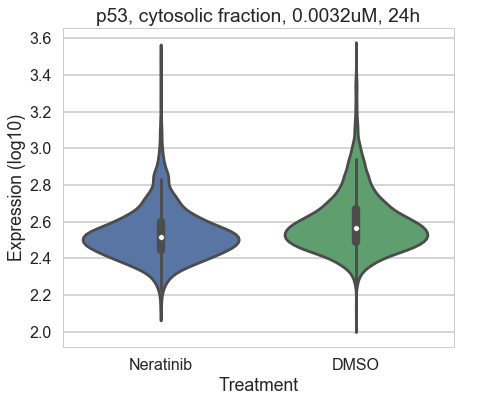 p53, cytosolic fraction, 0.0032uM, 24h
Expression (log10)
3.6
3.4
3.2
3.0
2.8
2.6
2.4
2.2
2.0
Neratinib DMSO
Treatment